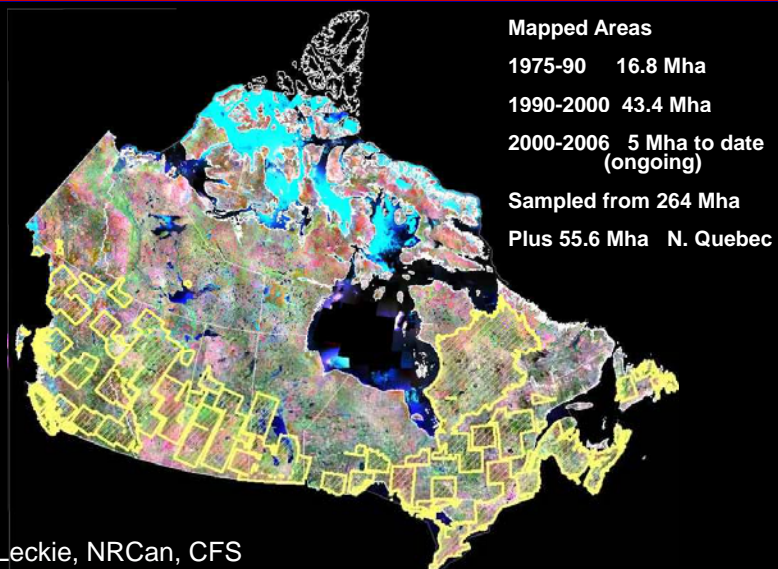 Mapped Areas
1975-90 16.8 Mha
1990-2000 43.4 Mha
2000-2006 5 Mha to date
(ongoing)
Sampled from 264 Mha
Plus 55.6 Mha N. Quebec
Leckie, NRCan, CFS